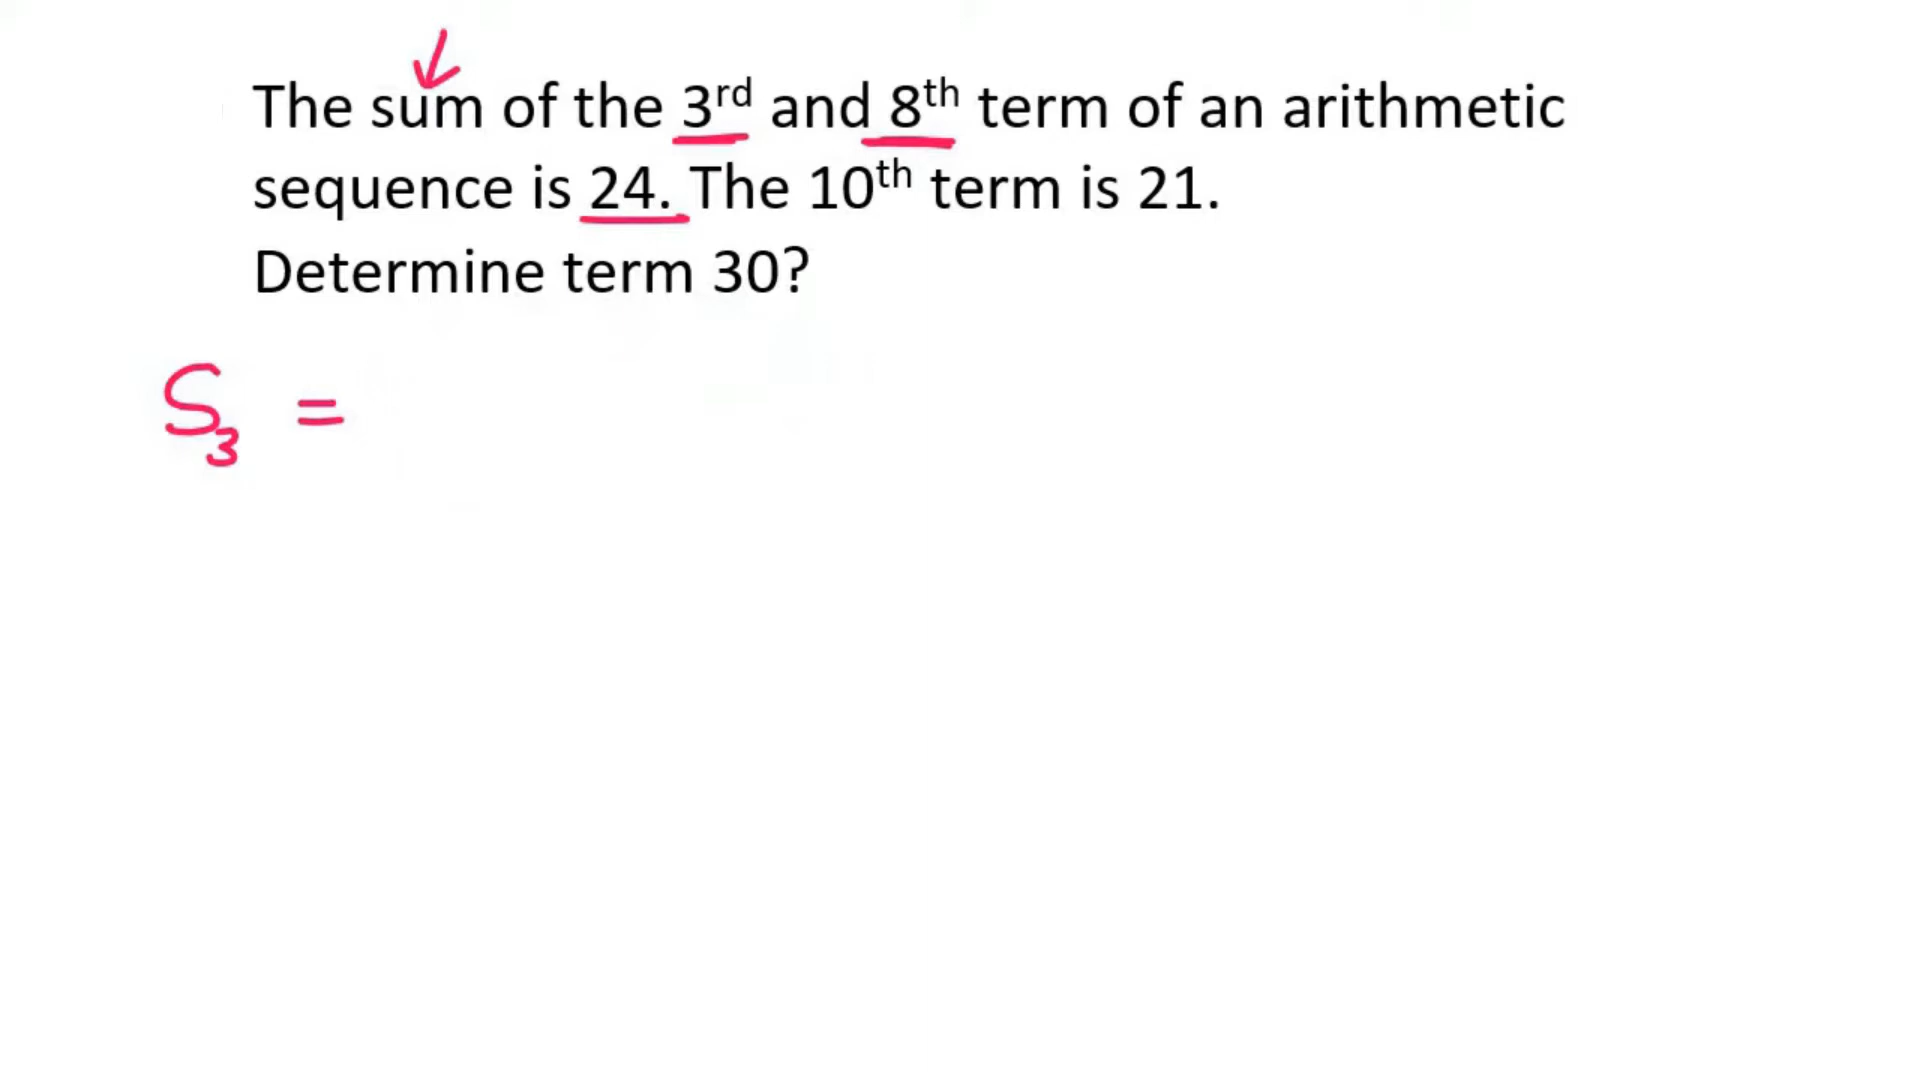 The sum of the 3rd and 8th term of an arithmetic
sequence is 24. The 10th term is 21.
Determine term 30?
S₃ =